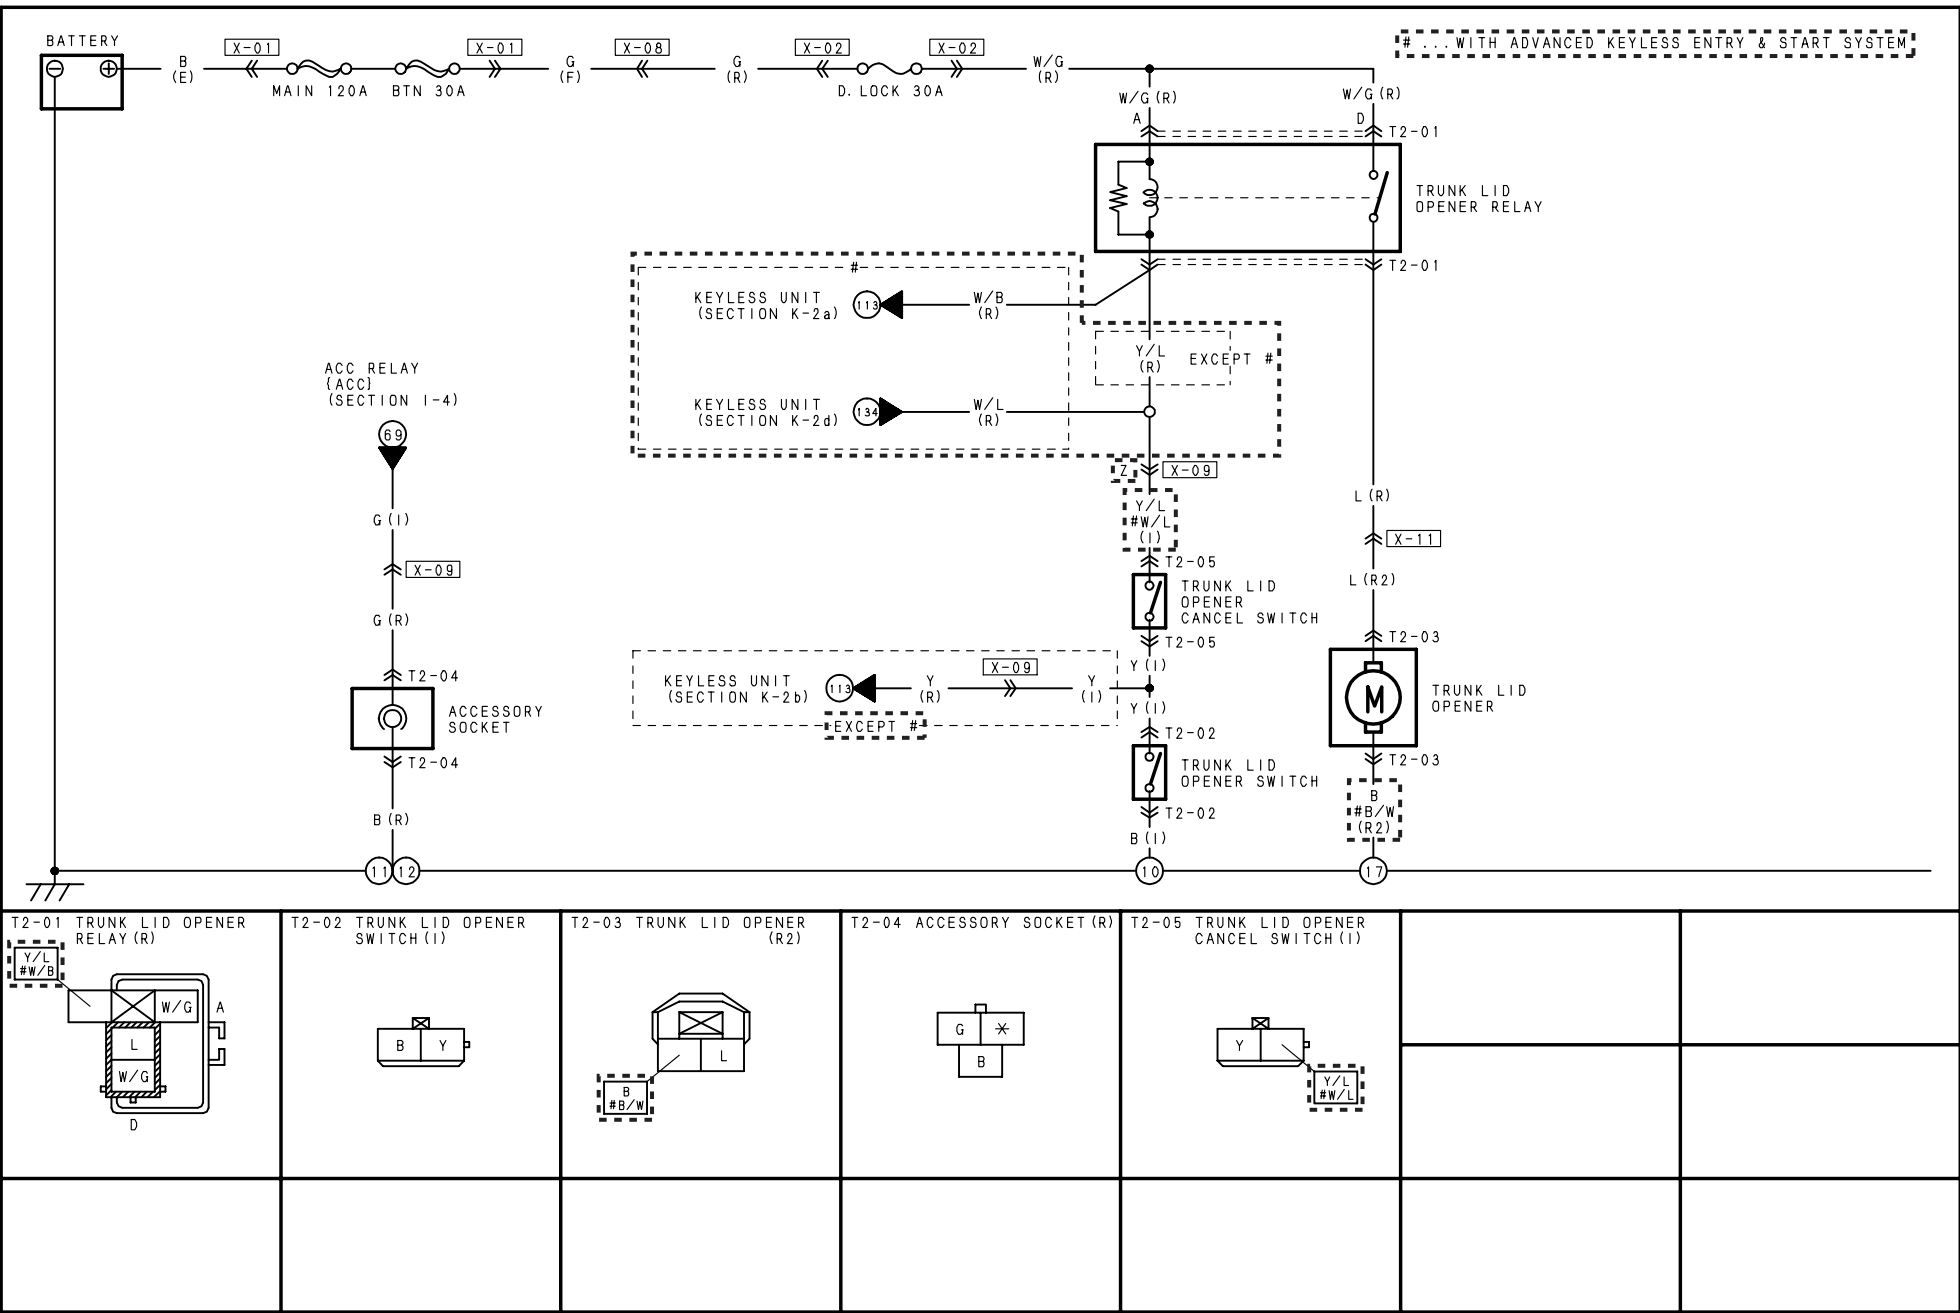 BATTERY
B
(E)
X-01
MAIN 120A
BTN 30A
X-01
G
(F)
X-08
G
(R)
X-02
D. LOCK 30A
X-02
W/G
(R)
# ...WITH ADVANCED KEYLESS ENTRY & START SYSTEM
W/G(R)
W/G(R)
A
D
T2-01
TRUNK LID
OPENER RELAY
T2-01
#
KEYLESS UNIT
(SECTION K-2a)
113
W/B
(R)
Y/L
(R)
EXCEPT #
KEYLESS UNIT
(SECTION K-2d)
134
W/L
(R)
ACC RELAY
{ACC}
(SECTION I-4)
69
G(I)
X-09
G(R)
T2-04
ACCESSORY
SOCKET
T2-04
B(R)
Z
X-09
Y/L
#W/L
(I)
T2-05
TRUNK LID
OPENER
CANCEL SWITCH
T2-05
Y(I)
KEYLESS UNIT
(SECTION K-2b)
113
Y
(R)
X-09
Y
(I)
EXCEPT #
Y(I)
T2-02
TRUNK LID
OPENER SWITCH
T2-02
B(I)
L(R)
X-11
L(R2)
T2-03
M
TRUNK LID
OPENER
T2-03
B
#B/W
(R2)
11
12
10
17
T2-01 TRUNK LID OPENER
RELAY(R)
Y/L
#W/B
W/G
A
L
W/G
D
T2-02 TRUNK LID OPENER
SWITCH(I)
B
Y
T2-03 TRUNK LID OPENER
(R2)
L
B
#B/W
T2-04 ACCESSORY SOCKET(R)
G
*
B
T2-05 TRUNK LID OPENER
CANCEL SWITCH(I)
Y
Y/L
#W/L